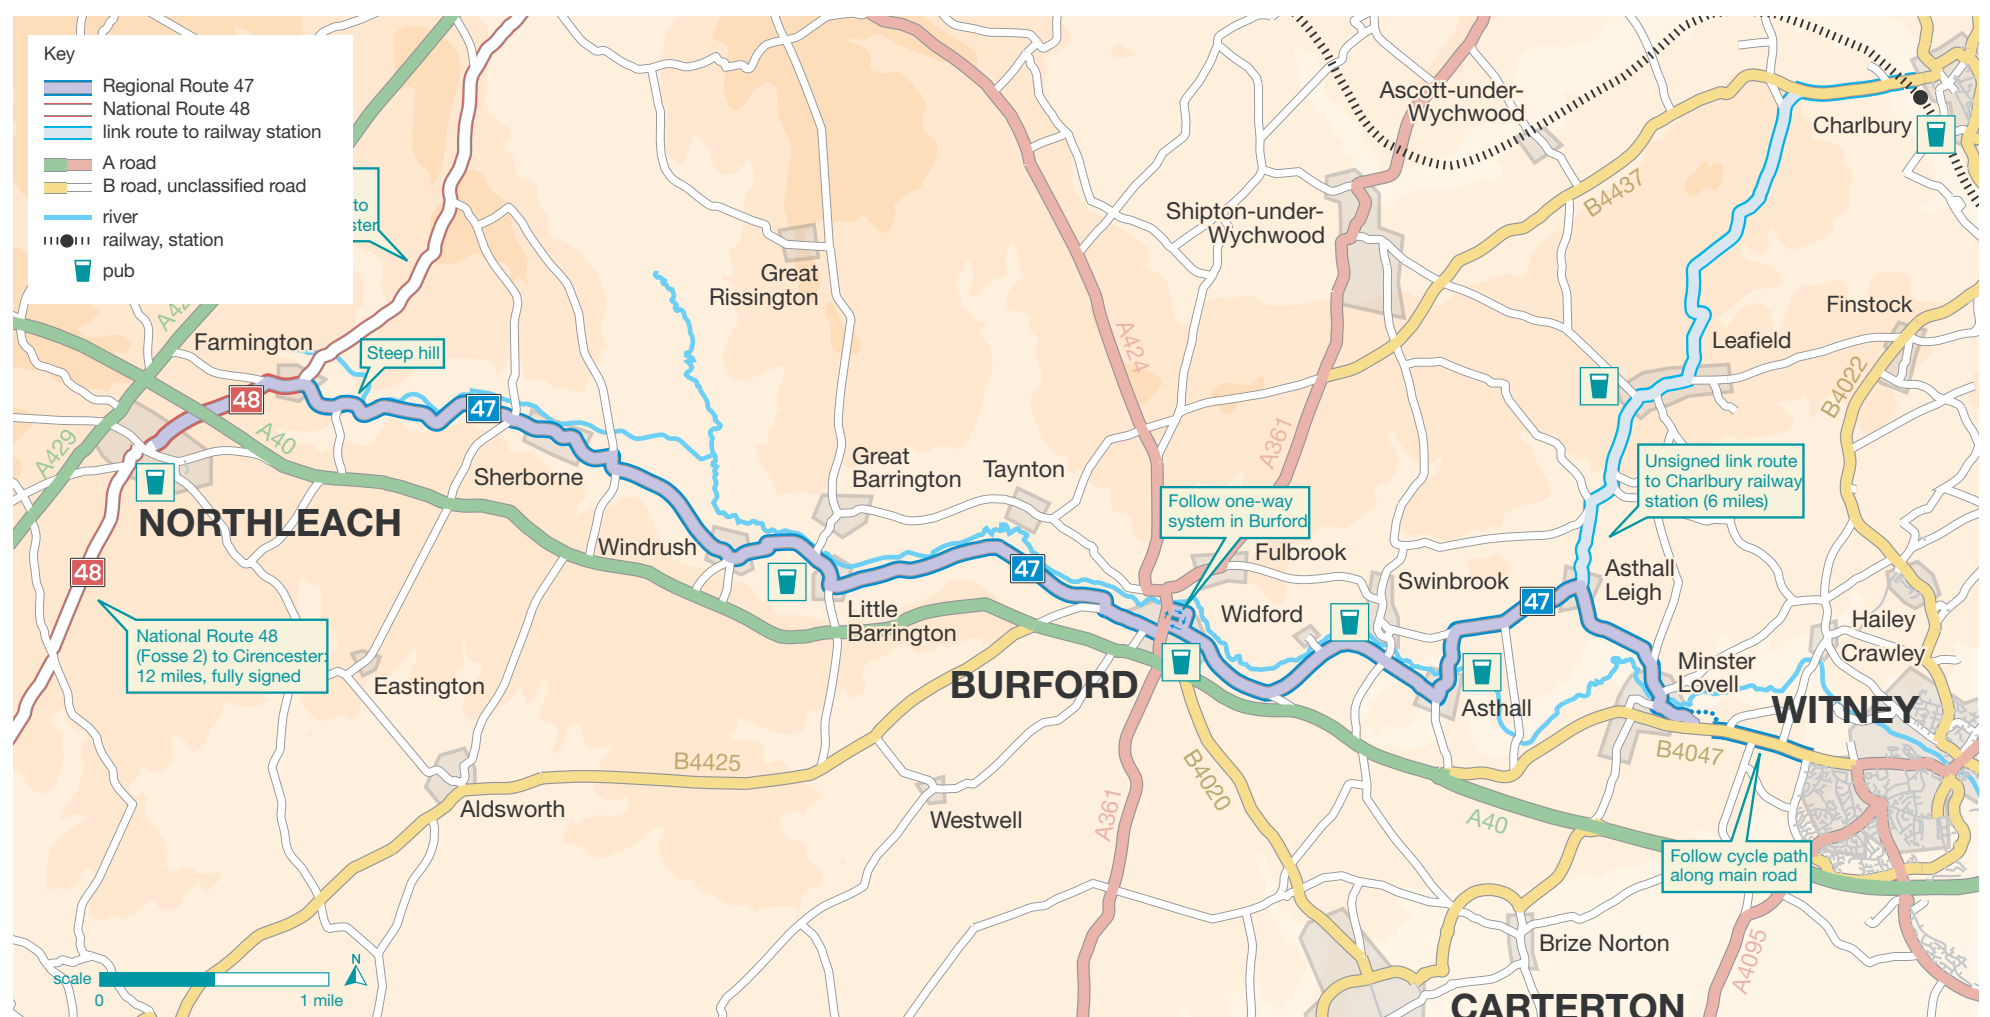 Key
Regional Route 47
National Route 48
link route to railway station
A road
B road, unclassified road
river
railway, station
pub
to
ster
Ascott-under-
Wychwood
Charlbury
B4437
Shipton-under-
Wychwood
Great
Rissington
Finstock
A424
Leafield
Farmington
Steep hill
B4022
48
47
A429
A40
A361
Sherborne
Great
Barrington
Taynton
Unsigned link route
to Charlbury railway
station (6 miles)
NORTHLEACH
Follow one-way
system in Burford
Windrush
Fulbrook
48
47
Swinbrook
47
Asthall
Leigh
Little
Barrington
Widford
Hailey
Crawley
National Route 48
(Fosse 2) to Cirencester:
12 miles, fully signed
Eastington
BURFORD
Minster
Lovell
Asthall
WITNEY
B4425
B4020
B4047
Aldsworth
Westwell
A361
A40
Follow cycle path
along main road
Brize Norton
A4095
scale
0
1 mile
N
CARTERTON